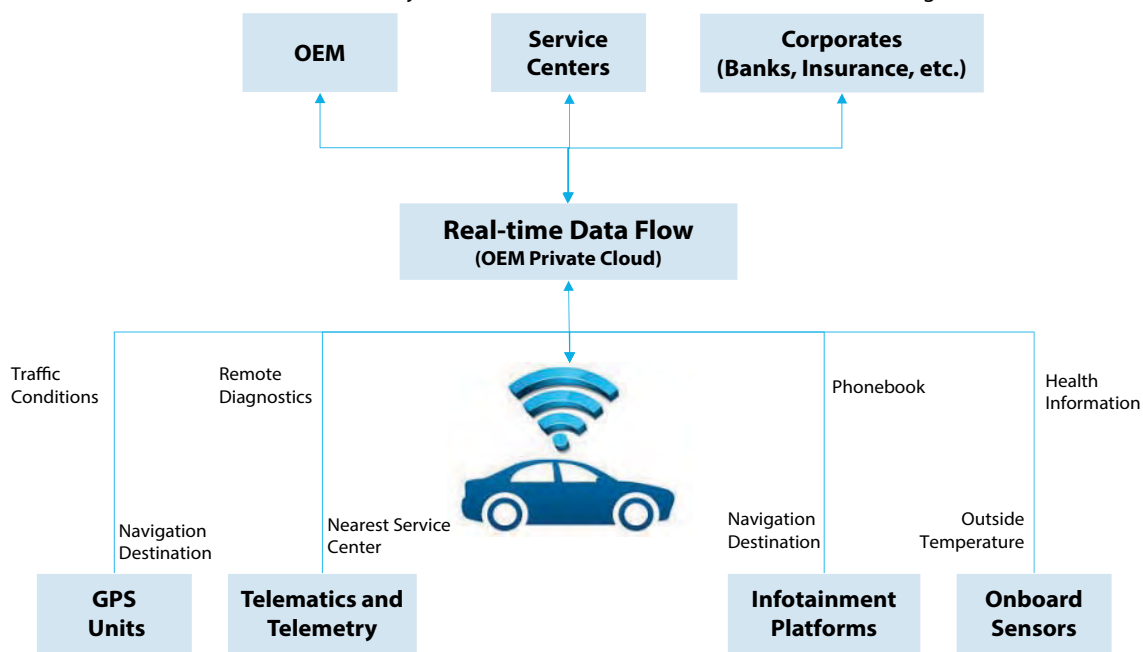 OEM
Service
Centers
Corporates
(Banks, Insurance, etc.)
Real-time Data Flow
(OEM Private Cloud)
Traffic
Conditions
Remote
Diagnostics
Phonebook
Health
Information
Navigation
Destination
Nearest Service
Center
Navigation
Destination
Outside
Temperature
GPS
Units
Telematics and
Telemetry
Infotainment
Platforms
Onboard
Sensors